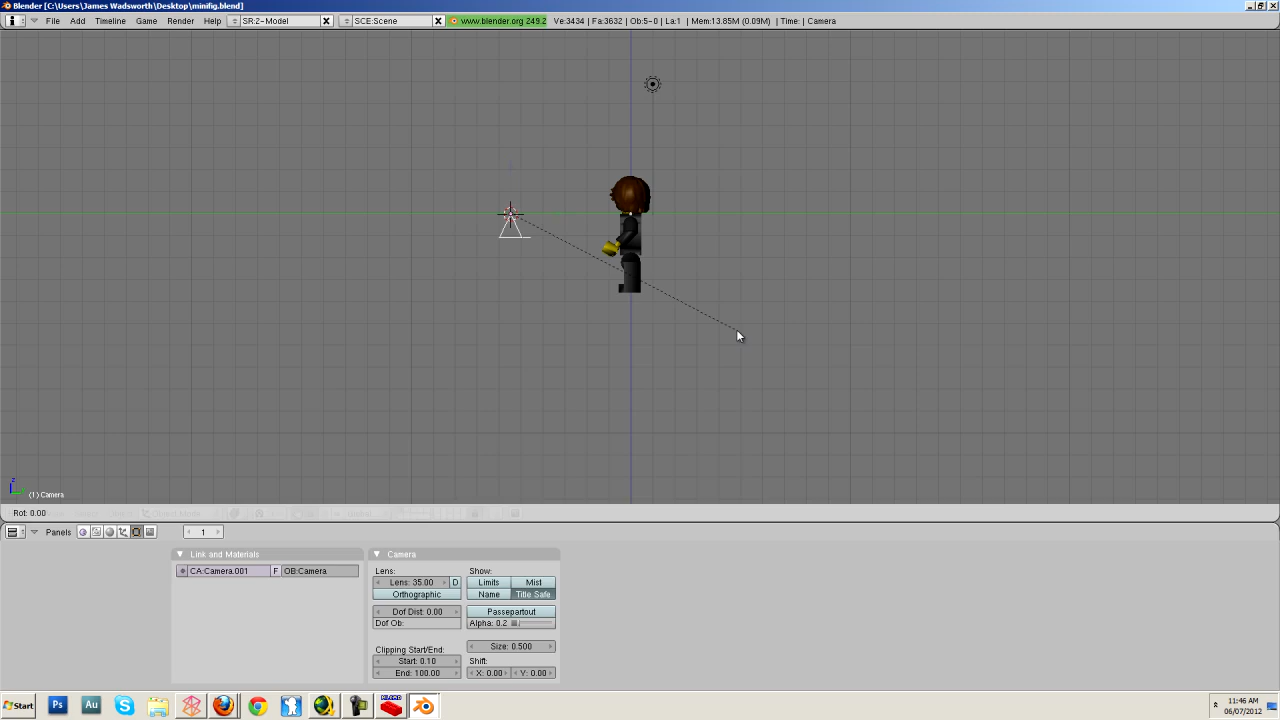 Blender [C:\Users\James Wadsworth\Desktop\minifig.blend]
File Add Timeline Game Render Help SR:2-Model SCE:Scene www.blender.org 249.2 Ve:3434 | Fa:3632 | Ob:5-0 | La:1 | Mem:13.85M (0.09M) | Time: | Camera
z
(1) Camera
Rot: 0.00
Panels 1
Link and Materials
CA:Camera.001 F OB:Camera
Camera
Lens: Show:
Lens: 35.00 D Limits Mist
Orthographic Name Title Safe
Dof Dist: 0.00 Passepartout
Dof Ob: Alpha: 0.2
Clipping Start/End: Size: 0.500
Start: 0.10 Shift:
End: 100.00 X: 0.00 Y: 0.00
Start Ps Au 11:46 AM
06/07/2012